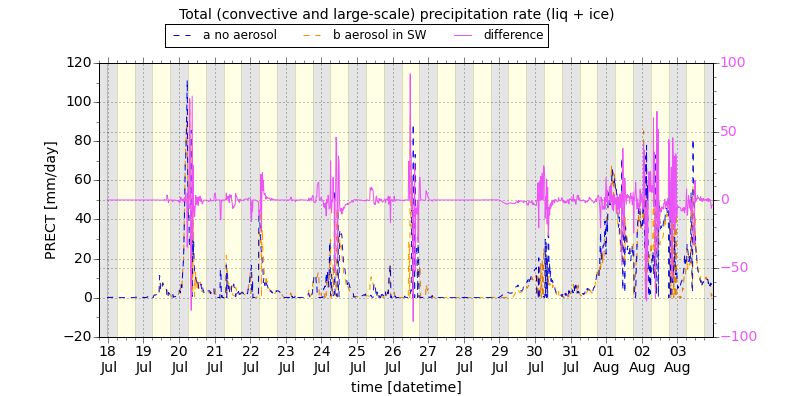 Total (convective and large-scale) precipitation rate (liq + ice)
a no aerosol b aerosol in SW difference
120
100
80
60
40
20
0
−20
PRECT [mm/day]
100
50
0
−50
−100
18 19 20 21 22 23 24 25 26 27 28 29 30 31 01 02 03
Jul Jul Jul Jul Jul Jul Jul Jul Jul Jul Jul Jul Jul Jul Aug Aug Aug
time [datetime]